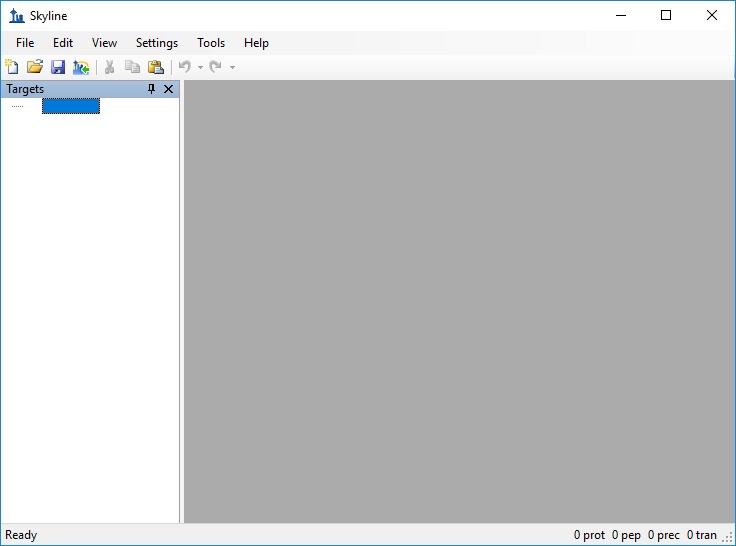 Skyline
File Edit View Settings Tools Help
Targets
Ready 0 prot 0 pep 0 prec 0 tran